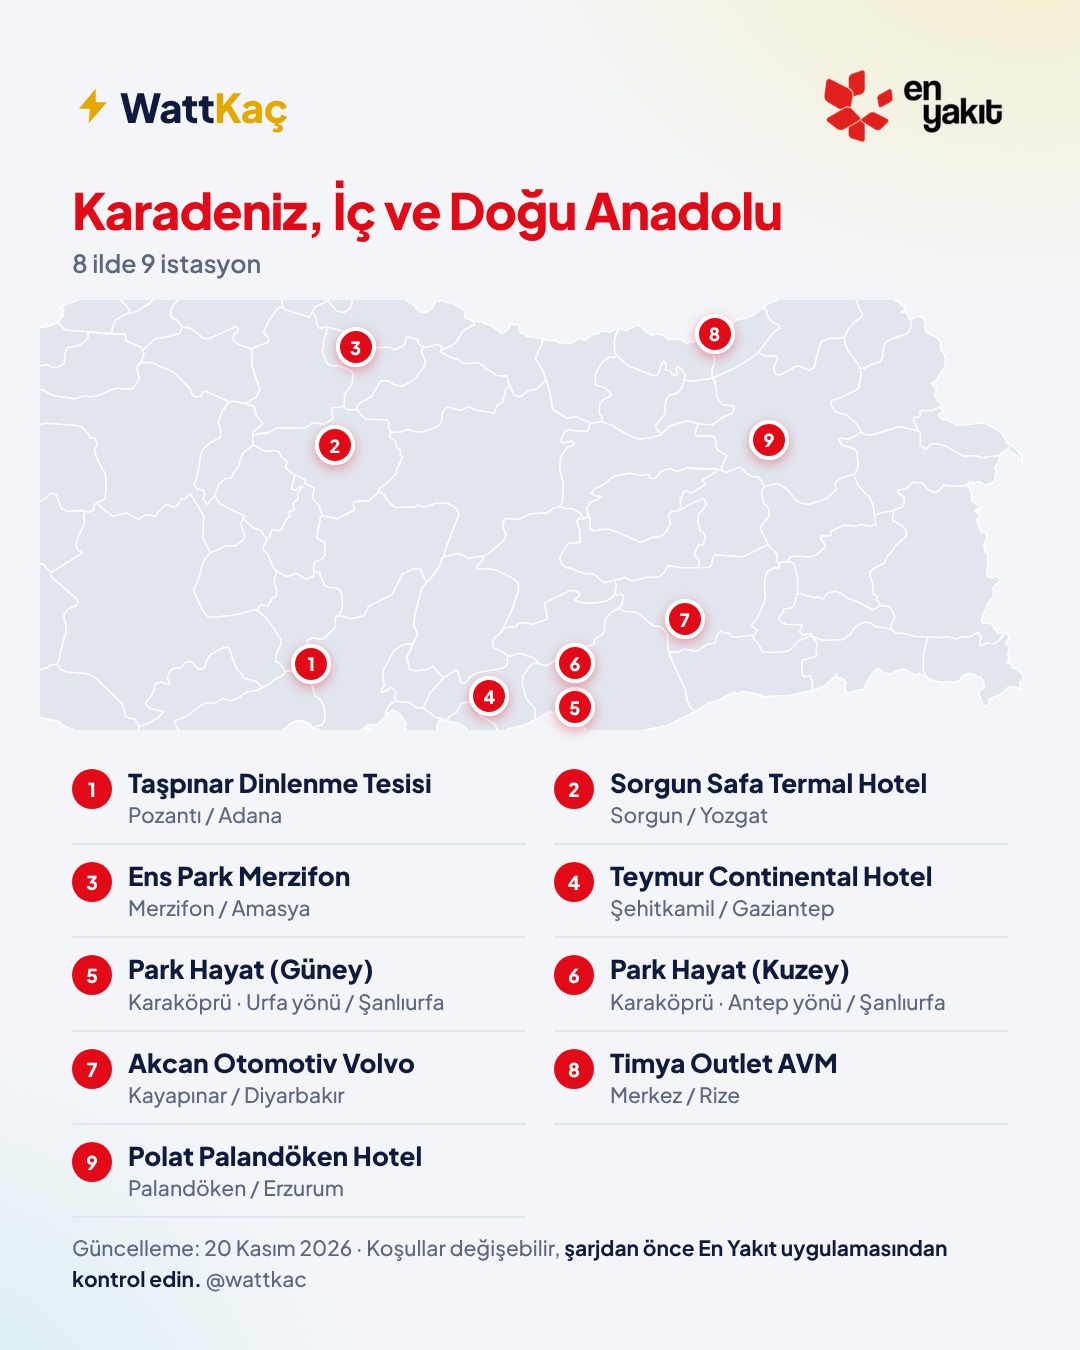 WattKaç
en
yakıt
Karadeniz, İç ve Doğu Anadolu
8 ilde 9 istasyon
3
8
2
9
7
1
6
4
5
1 Taşpınar Dinlenme Tesisi
Pozantı / Adana
2 Sorgun Safa Termal Hotel
Sorgun / Yozgat
3 Ens Park Merzifon
Merzifon / Amasya
4 Teymur Continental Hotel
Şehitkamil / Gaziantep
5 Park Hayat (Güney)
Karaköprü · Urfa yönü / Şanlıurfa
6 Park Hayat (Kuzey)
Karaköprü · Antep yönü / Şanlıurfa
7 Akcan Otomotiv Volvo
Kayapınar / Diyarbakır
8 Timya Outlet AVM
Merkez / Rize
9 Polat Palandöken Hotel
Palandöken / Erzurum
Güncelleme: 20 Kasım 2026 · Koşullar değişebilir, şarjdan önce En Yakıt uygulamasından
kontrol edin. @wattkac